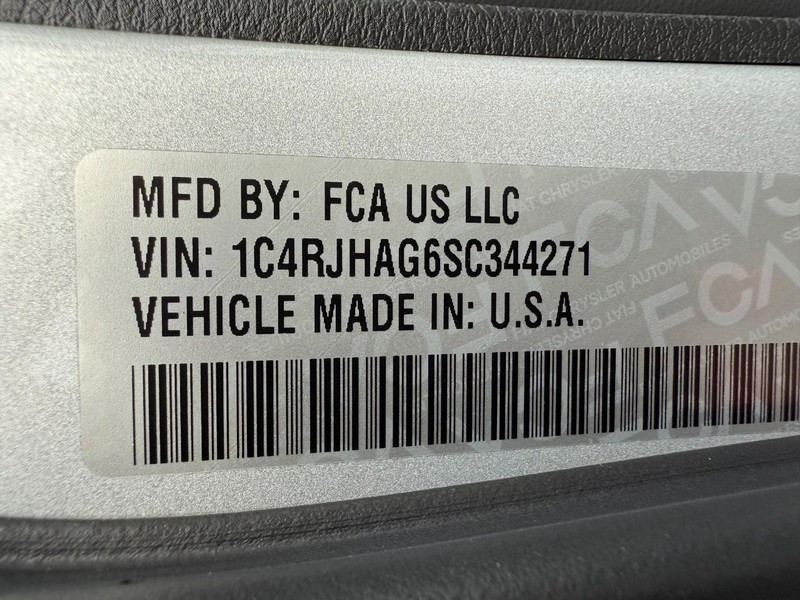 MFD BY: FCA US LLC
VIN: 1C4RJHAG6SC344271
VEHICLE MADE IN: U.S.A.